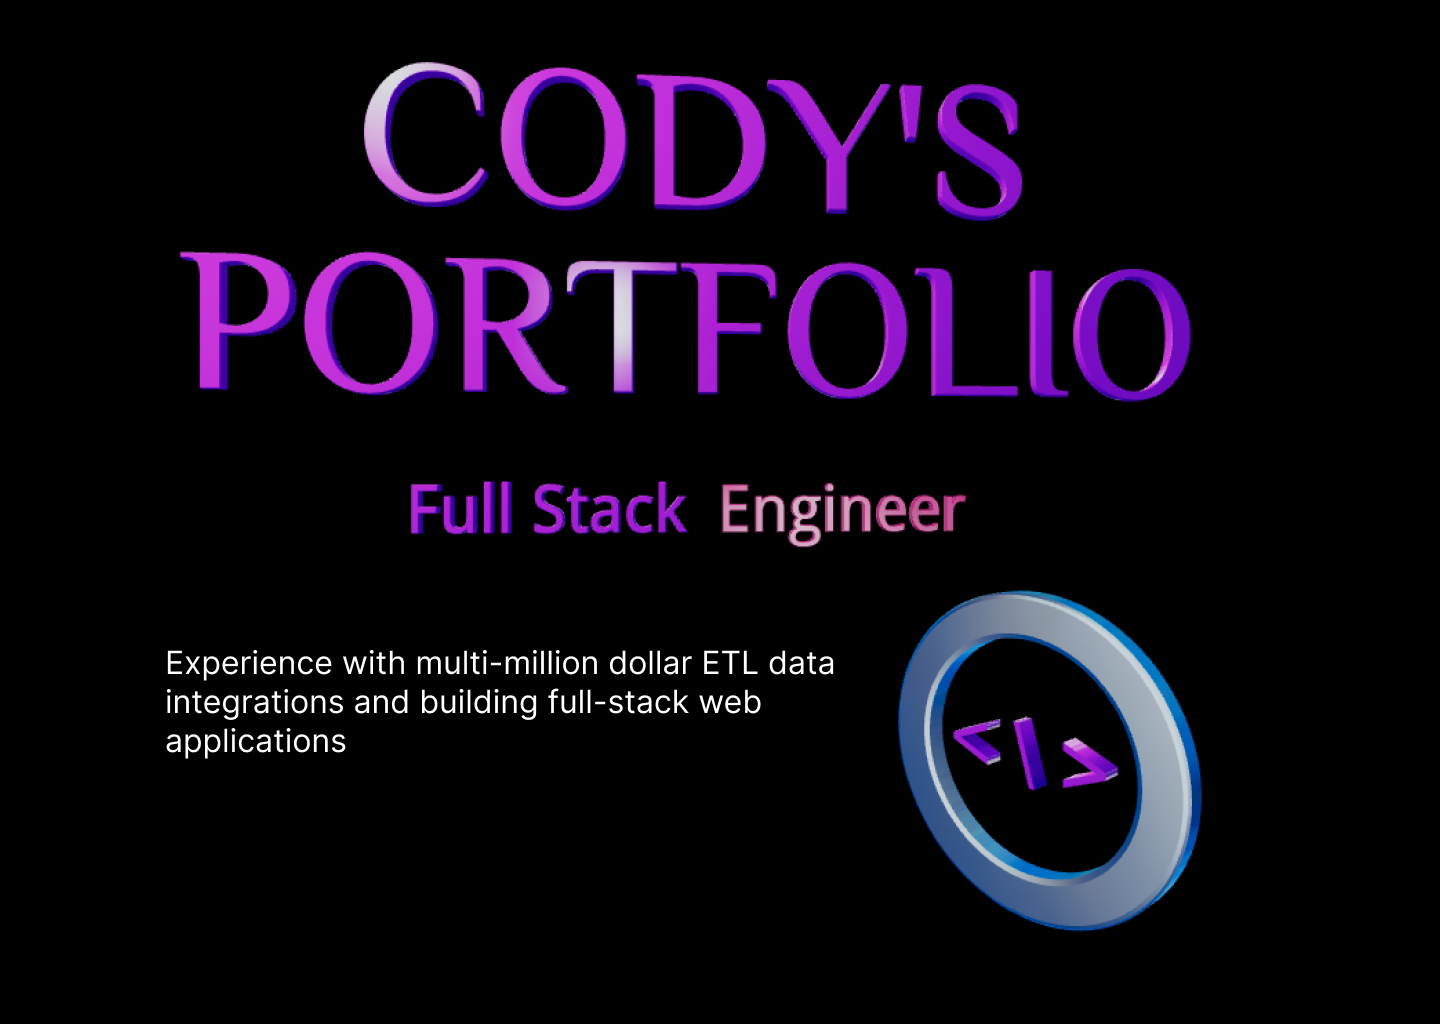 CODY'S
PORTFOLIO
Full Stack Engineer
Experience with multi-million dollar ETL data
integrations and building full-stack web
applications
</>